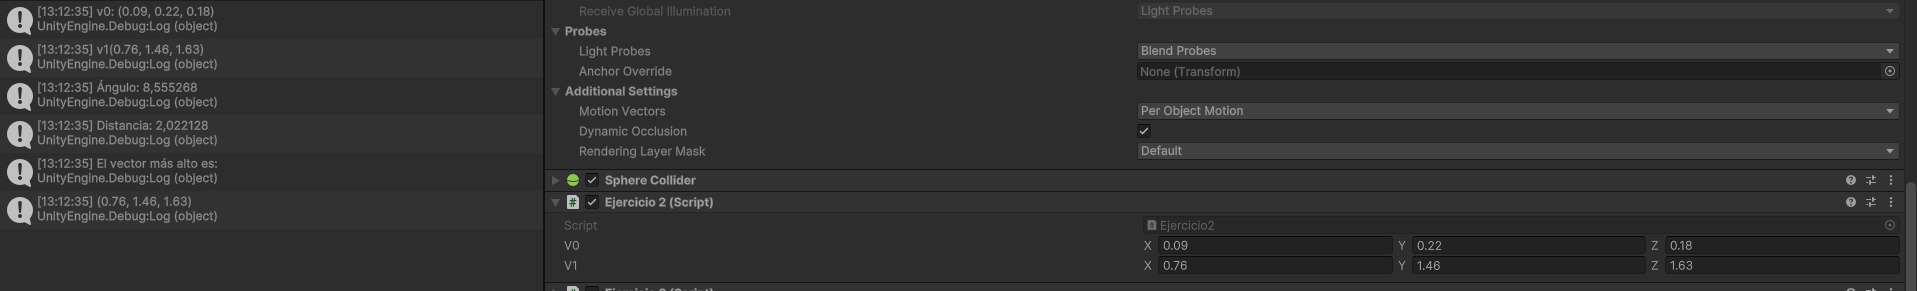 [13:12:35] v0: (0.09, 0.22, 0.18)
UnityEngine.Debug:Log (object)
[13:12:35] v1(0.76, 1.46, 1.63)
UnityEngine.Debug:Log (object)
[13:12:35] Ángulo: 8,555268
UnityEngine.Debug:Log (object)
[13:12:35] Distancia: 2,022128
UnityEngine.Debug:Log (object)
[13:12:35] El vector más alto es:
UnityEngine.Debug:Log (object)
[13:12:35] (0.76, 1.46, 1.63)
UnityEngine.Debug:Log (object)
Receive Global Illumination Light Probes
Probes
Light Probes Blend Probes
Anchor Override None (Transform)
Additional Settings
Motion Vectors Per Object Motion
Dynamic Occlusion
Rendering Layer Mask Default
Sphere Collider
# Ejercicio 2 (Script)
Script Ejercicio2
V0 X 0.09 Y 0.22 Z 0.18
V1 X 0.76 Y 1.46 Z 1.63